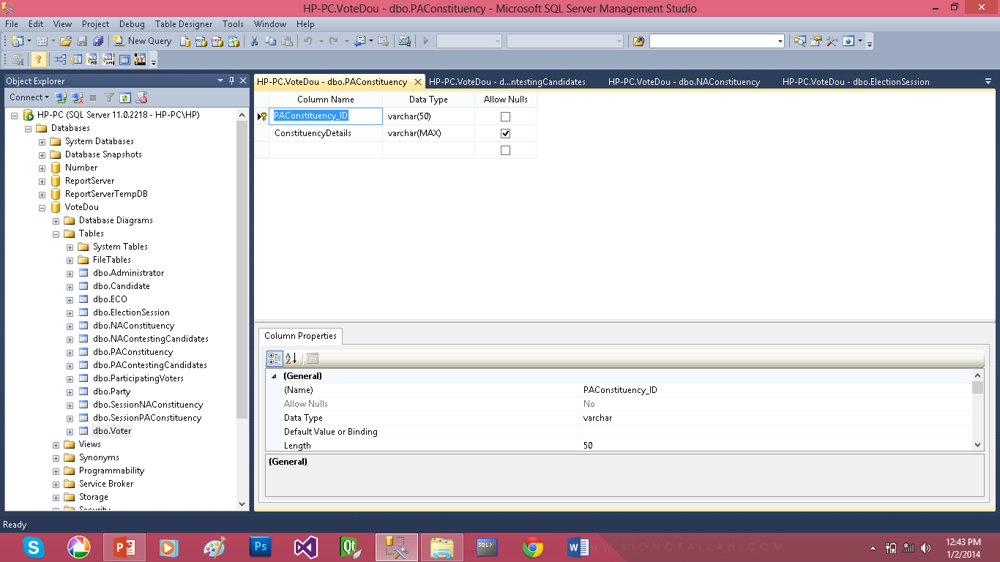 HP-PC.VoteDou - dbo.PAConstituency - Microsoft SQL Server Management Studio
File Edit View Project Debug Table Designer Tools Window Help
New Query
Object Explorer
Connect
HP-PC (SQL Server 11.0.2218 - HP-PC\HP)
Databases
System Databases
Database Snapshots
Number
ReportServer
ReportServerTempDB
VoteDou
Database Diagrams
Tables
System Tables
FileTables
dbo.Administrator
dbo.Candidate
dbo.ECO
dbo.ElectionSession
dbo.NAConstituency
dbo.NAContestingCandidates
dbo.PAConstituency
dbo.PAContestingCandidates
dbo.ParticipatingVoters
dbo.Party
dbo.SessionNAConstituency
dbo.SessionPAConstituency
dbo.Voter
Views
Synonyms
Programmability
Service Broker
Storage
Security
HP-PC.VoteDou - dbo.PAConstituency HP-PC.VoteDou - d...ntestingCandidates HP-PC.VoteDou - dbo.NAConstituency HP-PC.VoteDou - dbo.ElectionSession
Column Name Data Type Allow Nulls
PAConstituency_ID varchar(50)
ConstituencyDetails varchar(MAX)
Column Properties
(General)
(Name) PAConstituency_ID
Allow Nulls No
Data Type varchar
Default Value or Binding
Length 50
(General)
Ready
12:43 PM
1/2/2014